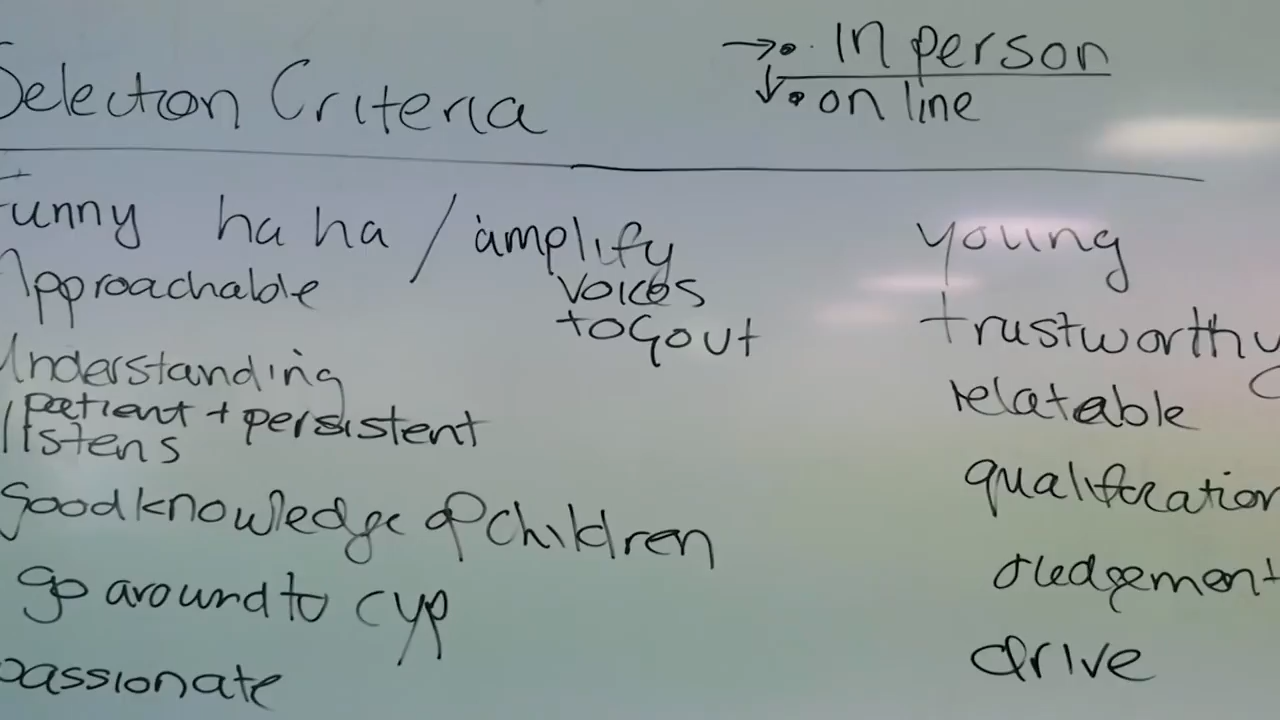 Selection Criteria
→ • In person
↓ • on line
Funny ha ha / amplify
voices
to go out
Approachable
Understanding
patient + persistent
listens
Good knowledge of children
go around to cyp
passionate
young
trustworthy
relatable
qualification
drive